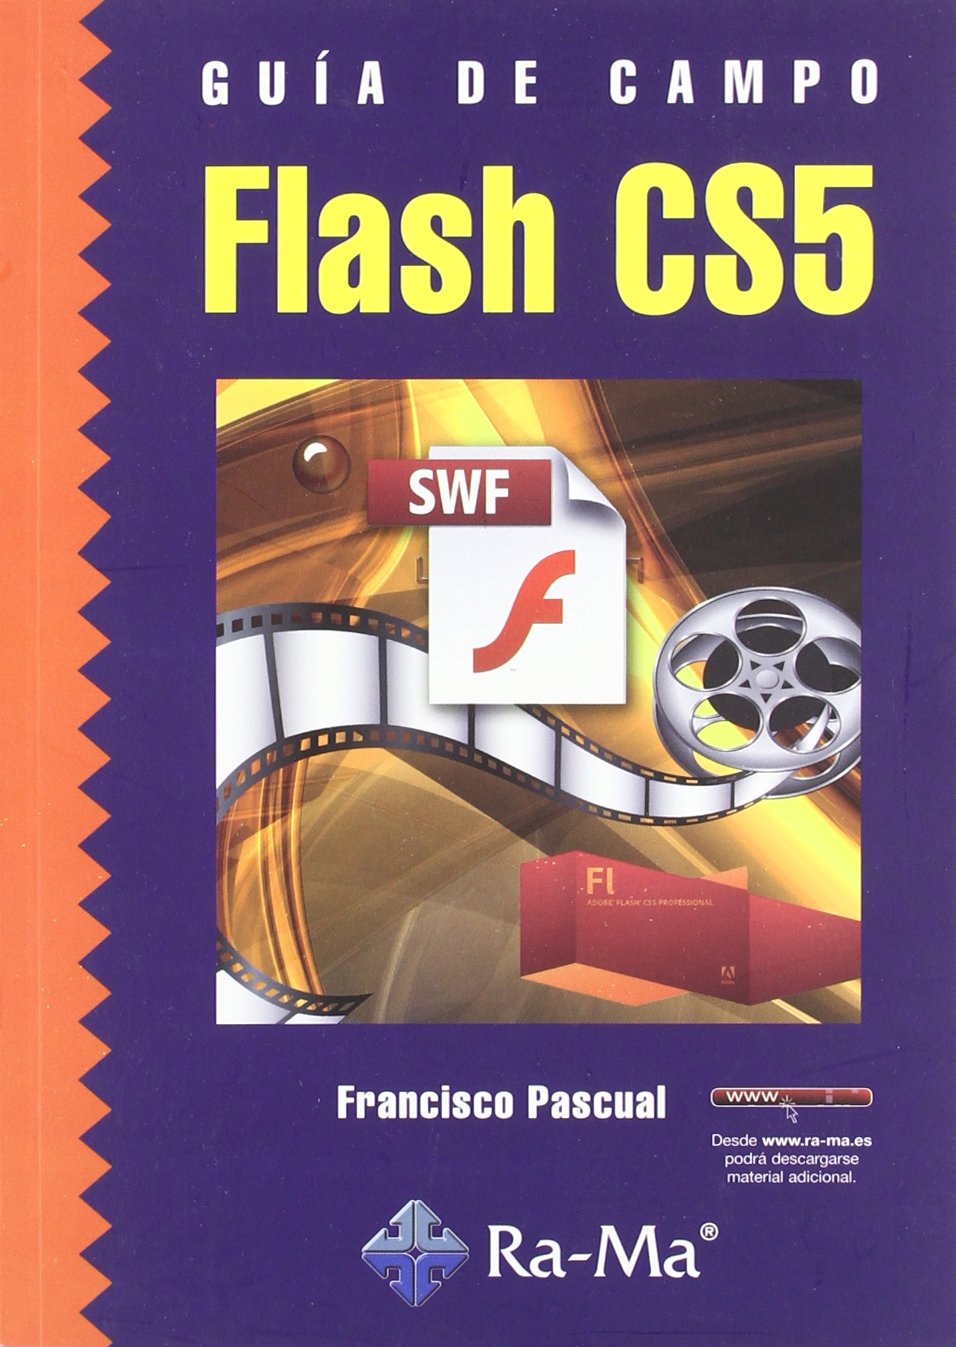 GUÍA DE CAMPO
Flash CS5
SWF
Fl
ADOBE® FLASH® CS5 PROFESSIONAL
Adobe
Francisco Pascual
www
Desde www.ra-ma.es
podrá descargarse
material adicional.
Ra-Ma®